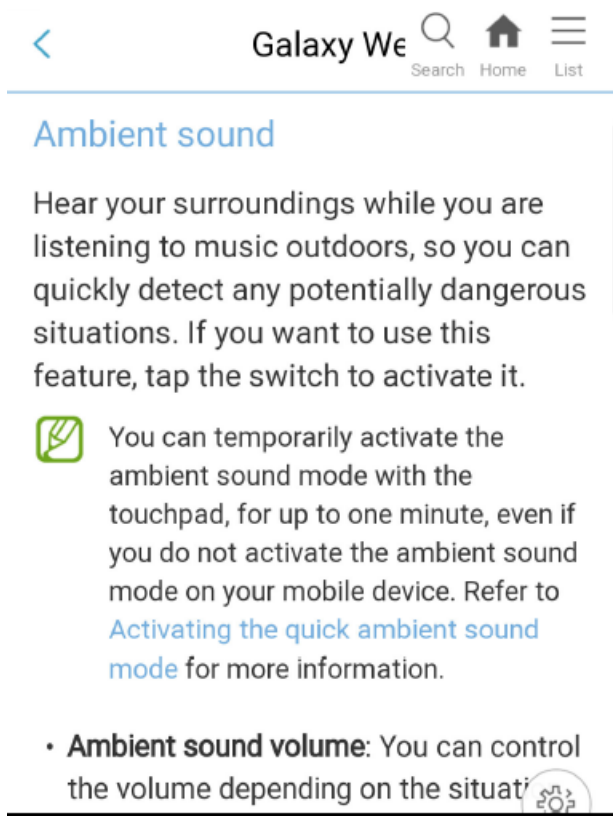 Galaxy We
Search Home List
Ambient sound
Hear your surroundings while you are
listening to music outdoors, so you can
quickly detect any potentially dangerous
situations. If you want to use this
feature, tap the switch to activate it.
You can temporarily activate the
ambient sound mode with the
touchpad, for up to one minute, even if
you do not activate the ambient sound
mode on your mobile device. Refer to
Activating the quick ambient sound
mode for more information.
• Ambient sound volume: You can control
the volume depending on the situati